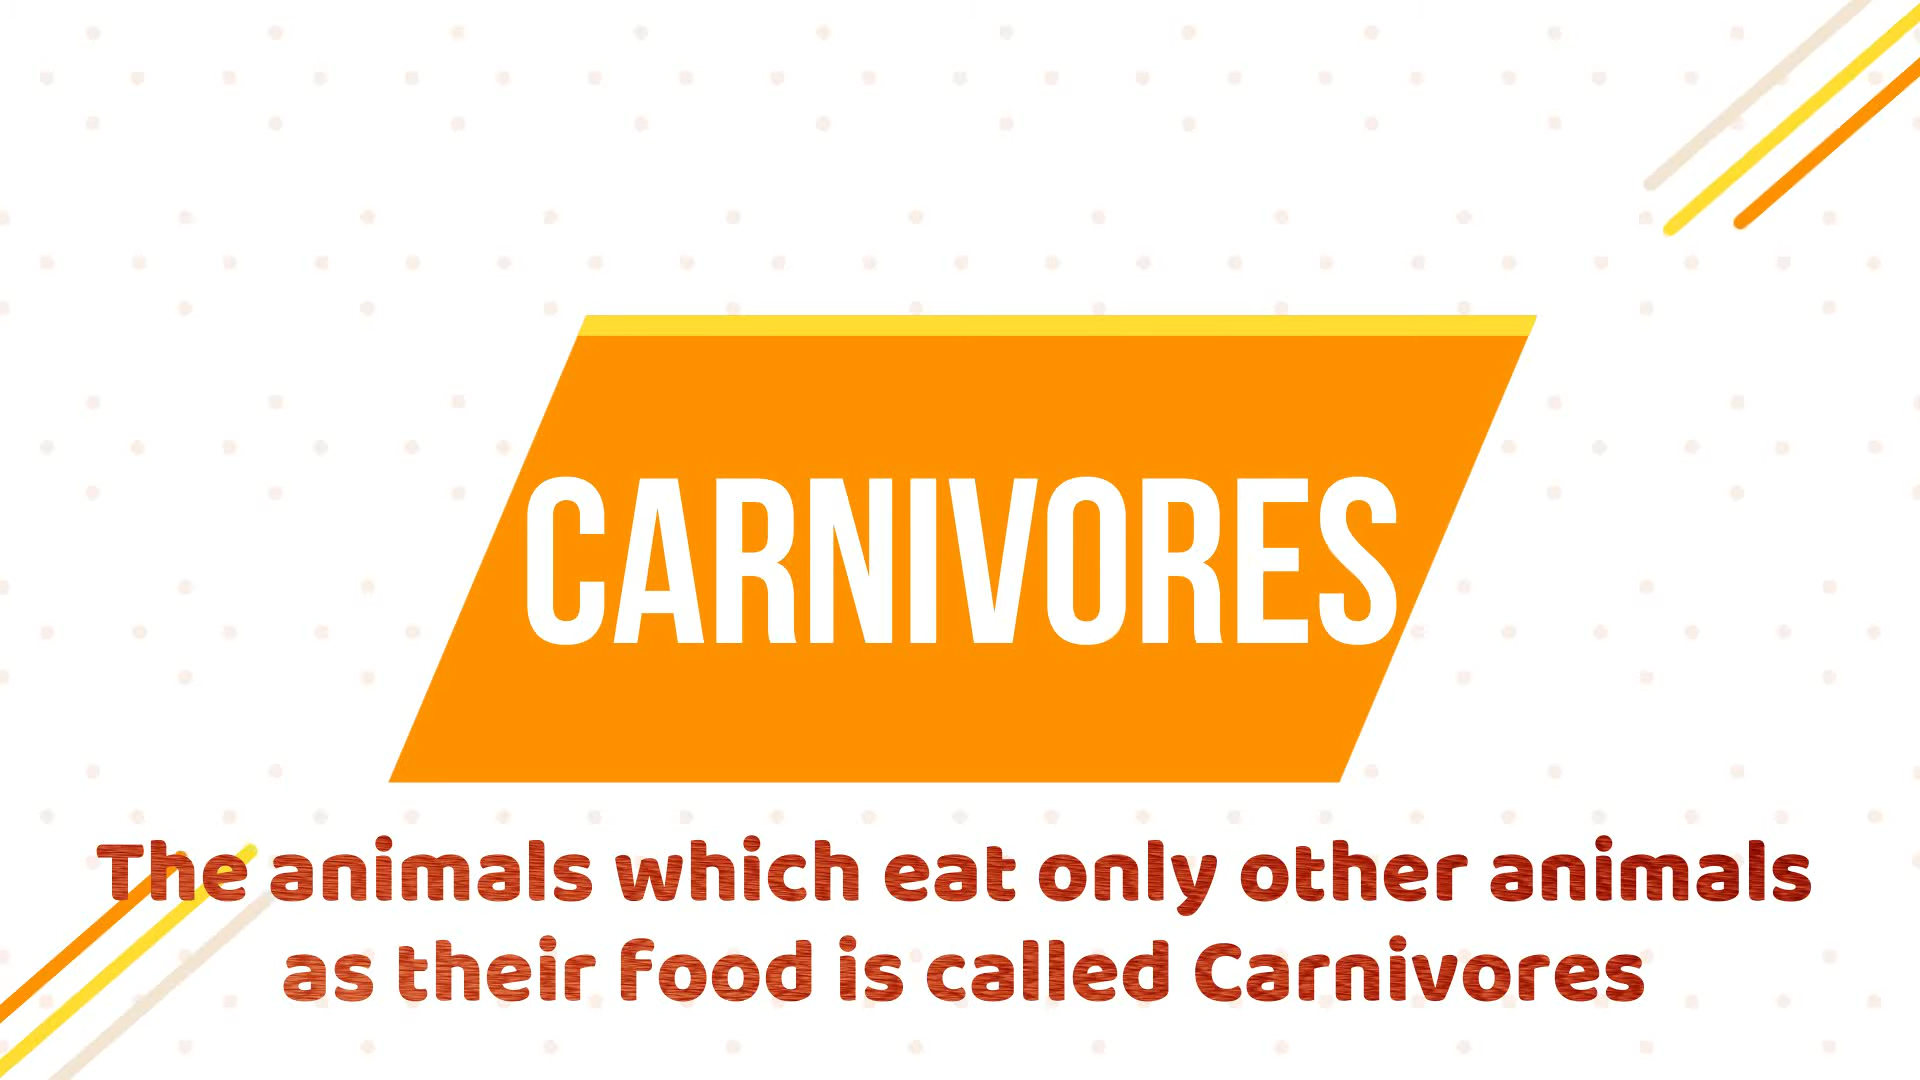 CARNIVORES
The animals which eat only other animals
as their food is called Carnivores